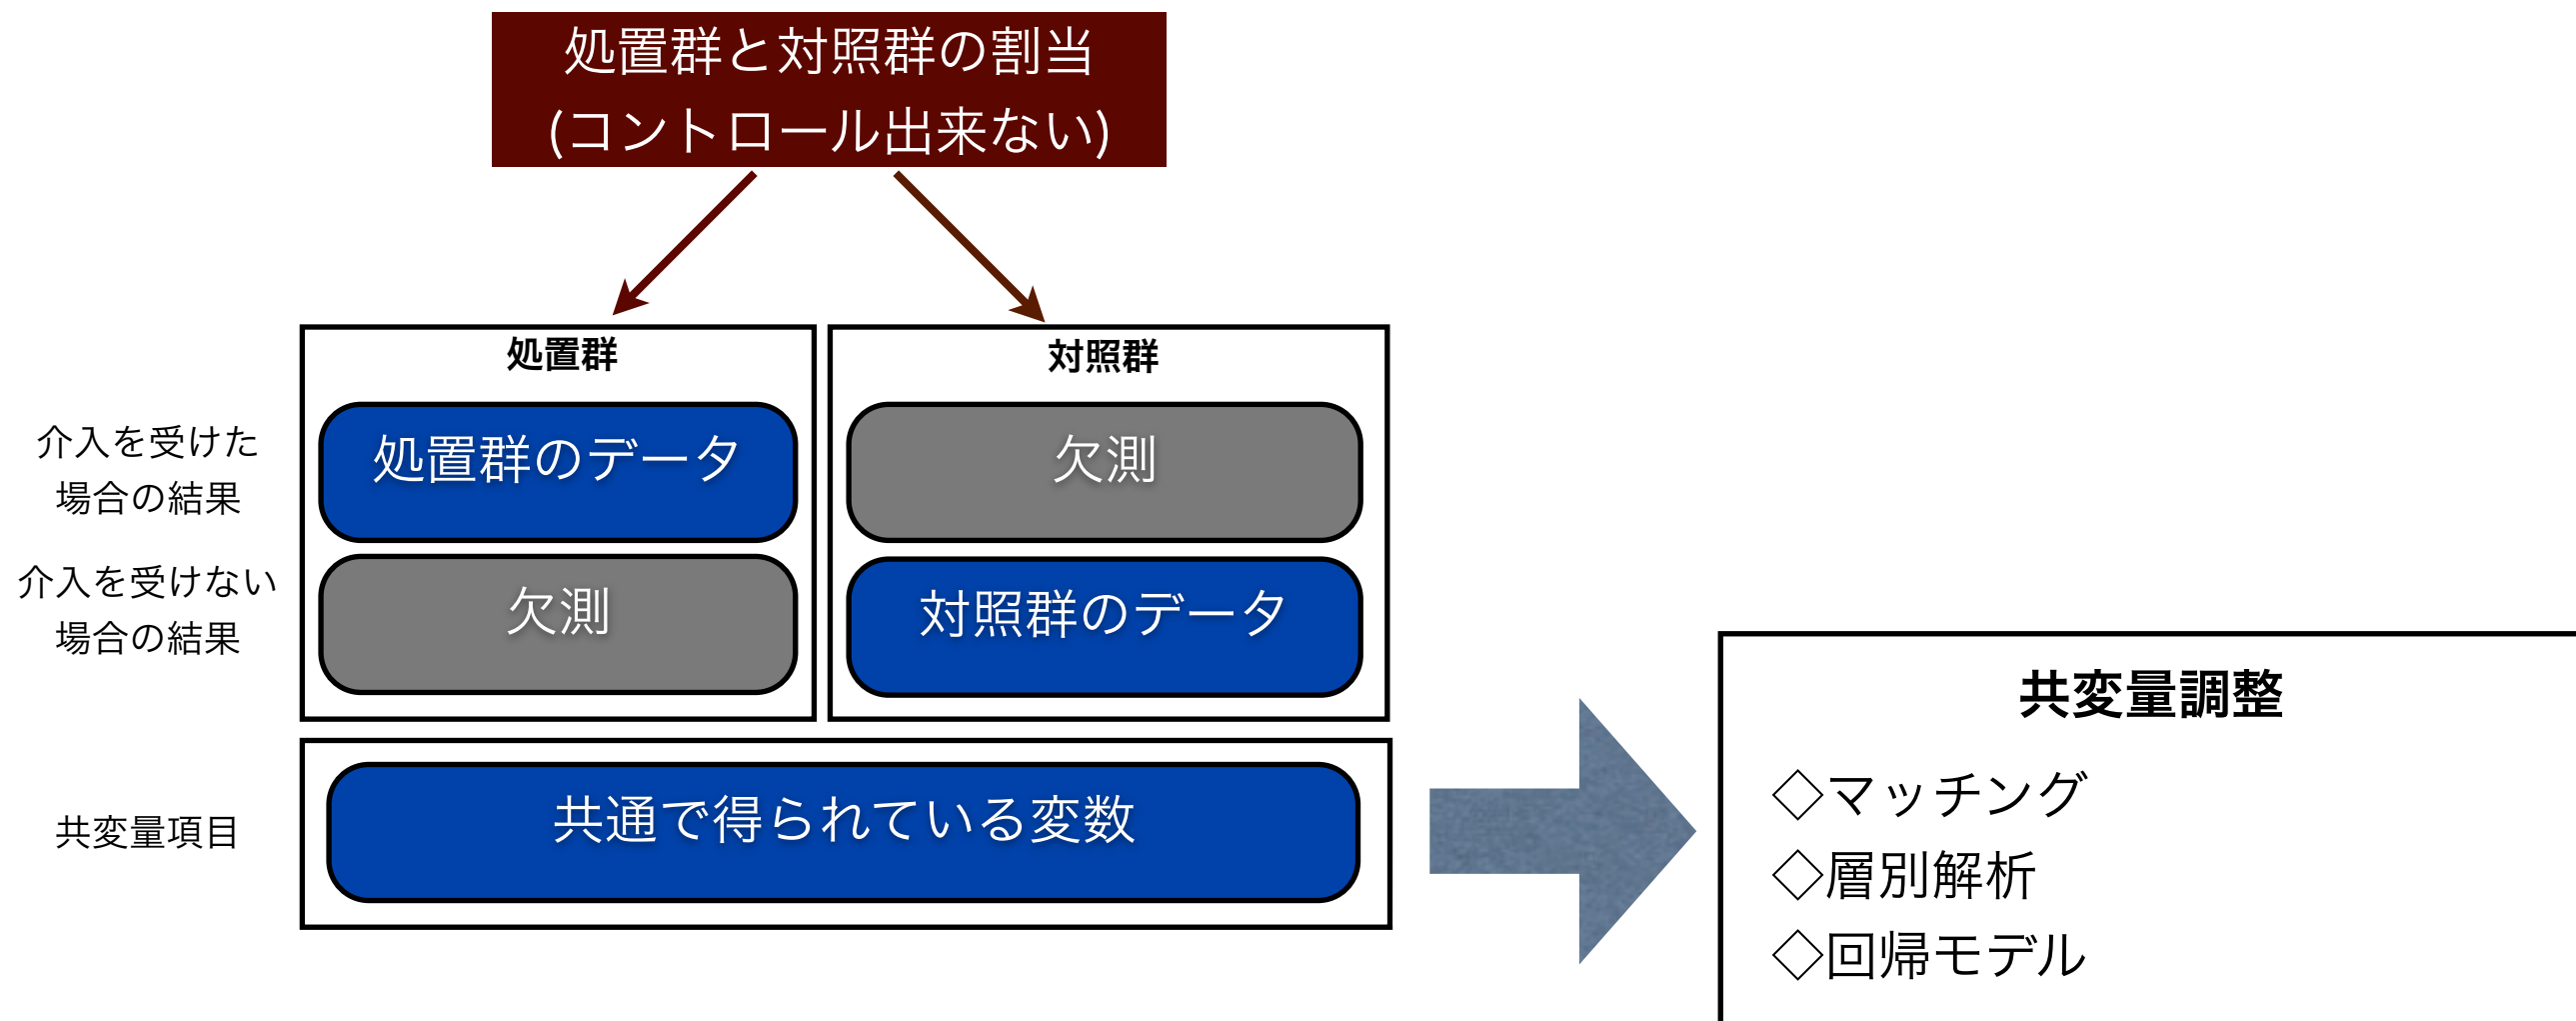 処置群と対照群の割当
(コントロール出来ない)
処置群
対照群
介入を受けた
場合の結果
処置群のデータ
欠測
介入を受けない
場合の結果
欠測
対照群のデータ
共変量項目
共通で得られている変数
共変量調整
◇マッチング
◇層別解析
◇回帰モデル